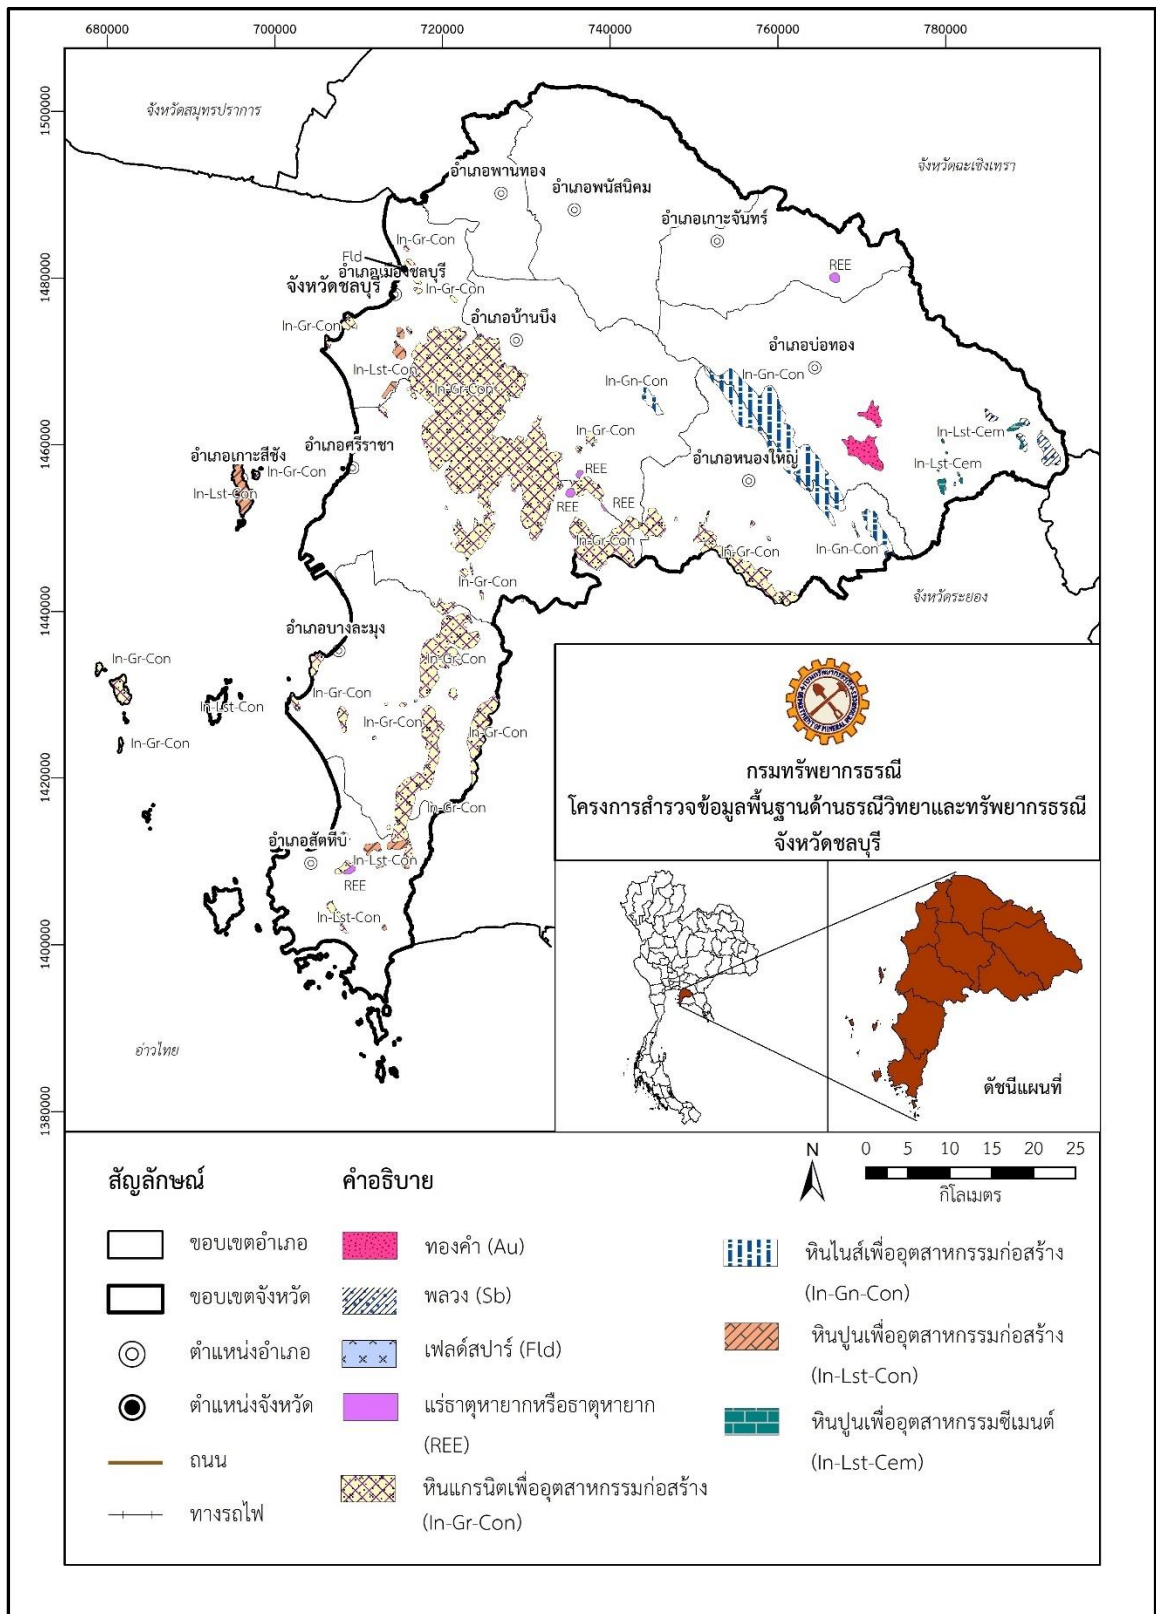 680000
700000
720000
740000
760000
780000
1500000
1480000
1460000
1440000
1420000
1400000
1380000
จังหวัดสมุทรปราการ
จังหวัดฉะเชิงเทรา
อำเภอพานทอง
อำเภอพนัสนิคม
อำเภอเกาะจันทร์
In-Gr-Con
Fld
อำเภอเมืองชลบุรี
REE
จังหวัดชลบุรี
In-Gr-Con
In-Gr-Con
อำเภอบ้านบึง
อำเภอบ่อทอง
In-Lst-Con
In-Gr-Con
In-Gn-Con
In-Gn-Con
In-Lst-Cem
In-Gr-Con
อำเภอศรีราชา
อำเภอเกาะสีชัง
In-Gr-Con
In-Lst-Con
REE
อำเภอหนองใหญ่
In-Lst-Cem
REE
REE
In-Gr-Con
In-Gr-Con
In-Gn-Con
In-Gr-Con
จังหวัดระยอง
อำเภอบางละมุง
In-Gr-Con
In-Gr-Con
In-Gr-Con
In-Lst-Con
In-Gr-Con
In-Gr-Con
In-Gr-Con
In-Gr-Con
อำเภอสัตหีบ
In-Lst-Con
REE
In-Lst-Con
อ่าวไทย
DEPARTMENT OF MINERAL RESOURCES
กรมทรัพยากรธรณี
กรมทรัพยากรธรณี
โครงการสำรวจข้อมูลพื้นฐานด้านธรณีวิทยาและทรัพยากรธรณี
จังหวัดชลบุรี
ดัชนีแผนที่
N
0 5 10 15 20 25
กิโลเมตร
สัญลักษณ์
คำอธิบาย
ขอบเขตอำเภอ
ขอบเขตจังหวัด
ตำแหน่งอำเภอ
ตำแหน่งจังหวัด
ถนน
ทางรถไฟ
ทองคำ (Au)
พลวง (Sb)
เฟลด์สปาร์ (Fld)
แร่ธาตุหายากหรือธาตุหายาก
(REE)
หินแกรนิตเพื่ออุตสาหกรรมก่อสร้าง
(In-Gr-Con)
หินไนส์เพื่ออุตสาหกรรมก่อสร้าง
(In-Gn-Con)
หินปูนเพื่ออุตสาหกรรมก่อสร้าง
(In-Lst-Con)
หินปูนเพื่ออุตสาหกรรมซีเมนต์
(In-Lst-Cem)